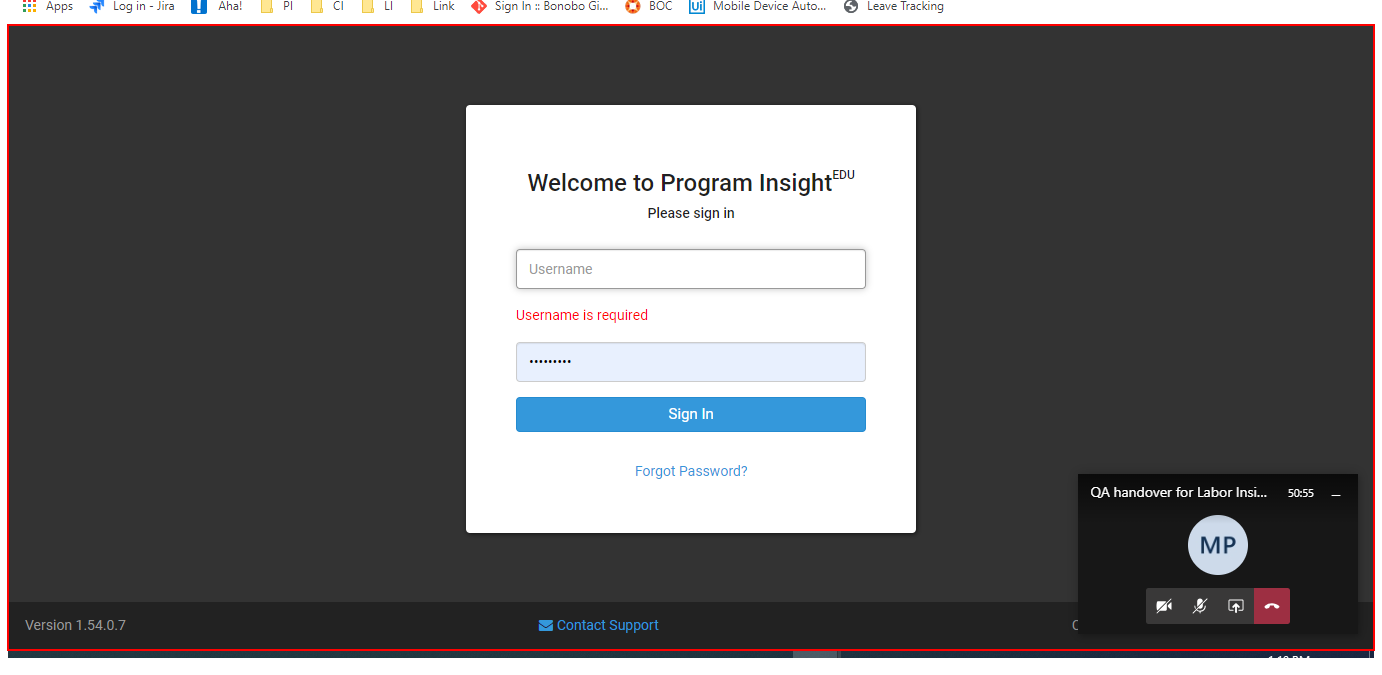 Apps Log in - Jira Aha! PI CI LI Link Sign In :: Bonobo Gi... BOC Ui Mobile Device Auto... Leave Tracking
Welcome to Program Insight EDU
Please sign in
Username
Username is required
•••••••••
Sign In
Forgot Password?
QA handover for Labor Insi... 50:55
MP
Version 1.54.0.7 Contact Support